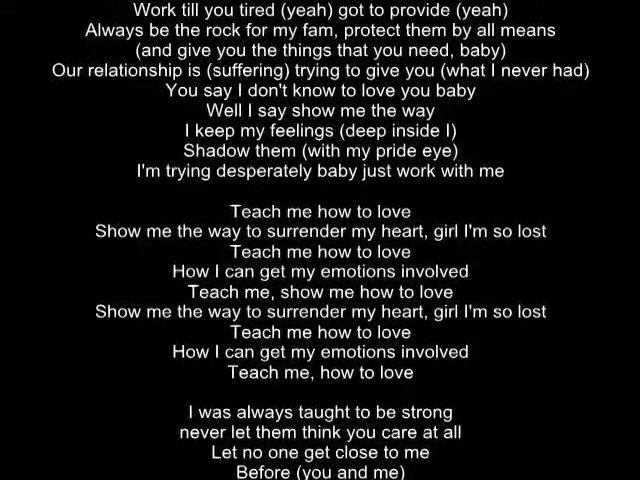 Work till you tired (yeah) got to provide (yeah)
Always be the rock for my fam, protect them by all means
(and give you the things that you need, baby)
Our relationship is (suffering) trying to give you (what I never had)
You say I don't know to love you baby
Well I say show me the way
I keep my feelings (deep inside I)
Shadow them (with my pride eye)
I'm trying desperately baby just work with me
Teach me how to love
Show me the way to surrender my heart, girl I'm so lost
Teach me how to love
How I can get my emotions involved
Teach me, show me how to love
Show me the way to surrender my heart, girl I'm so lost
Teach me how to love
How I can get my emotions involved
Teach me, how to love
I was always taught to be strong
never let them think you care at all
Let no one get close to me
Before (you and me)